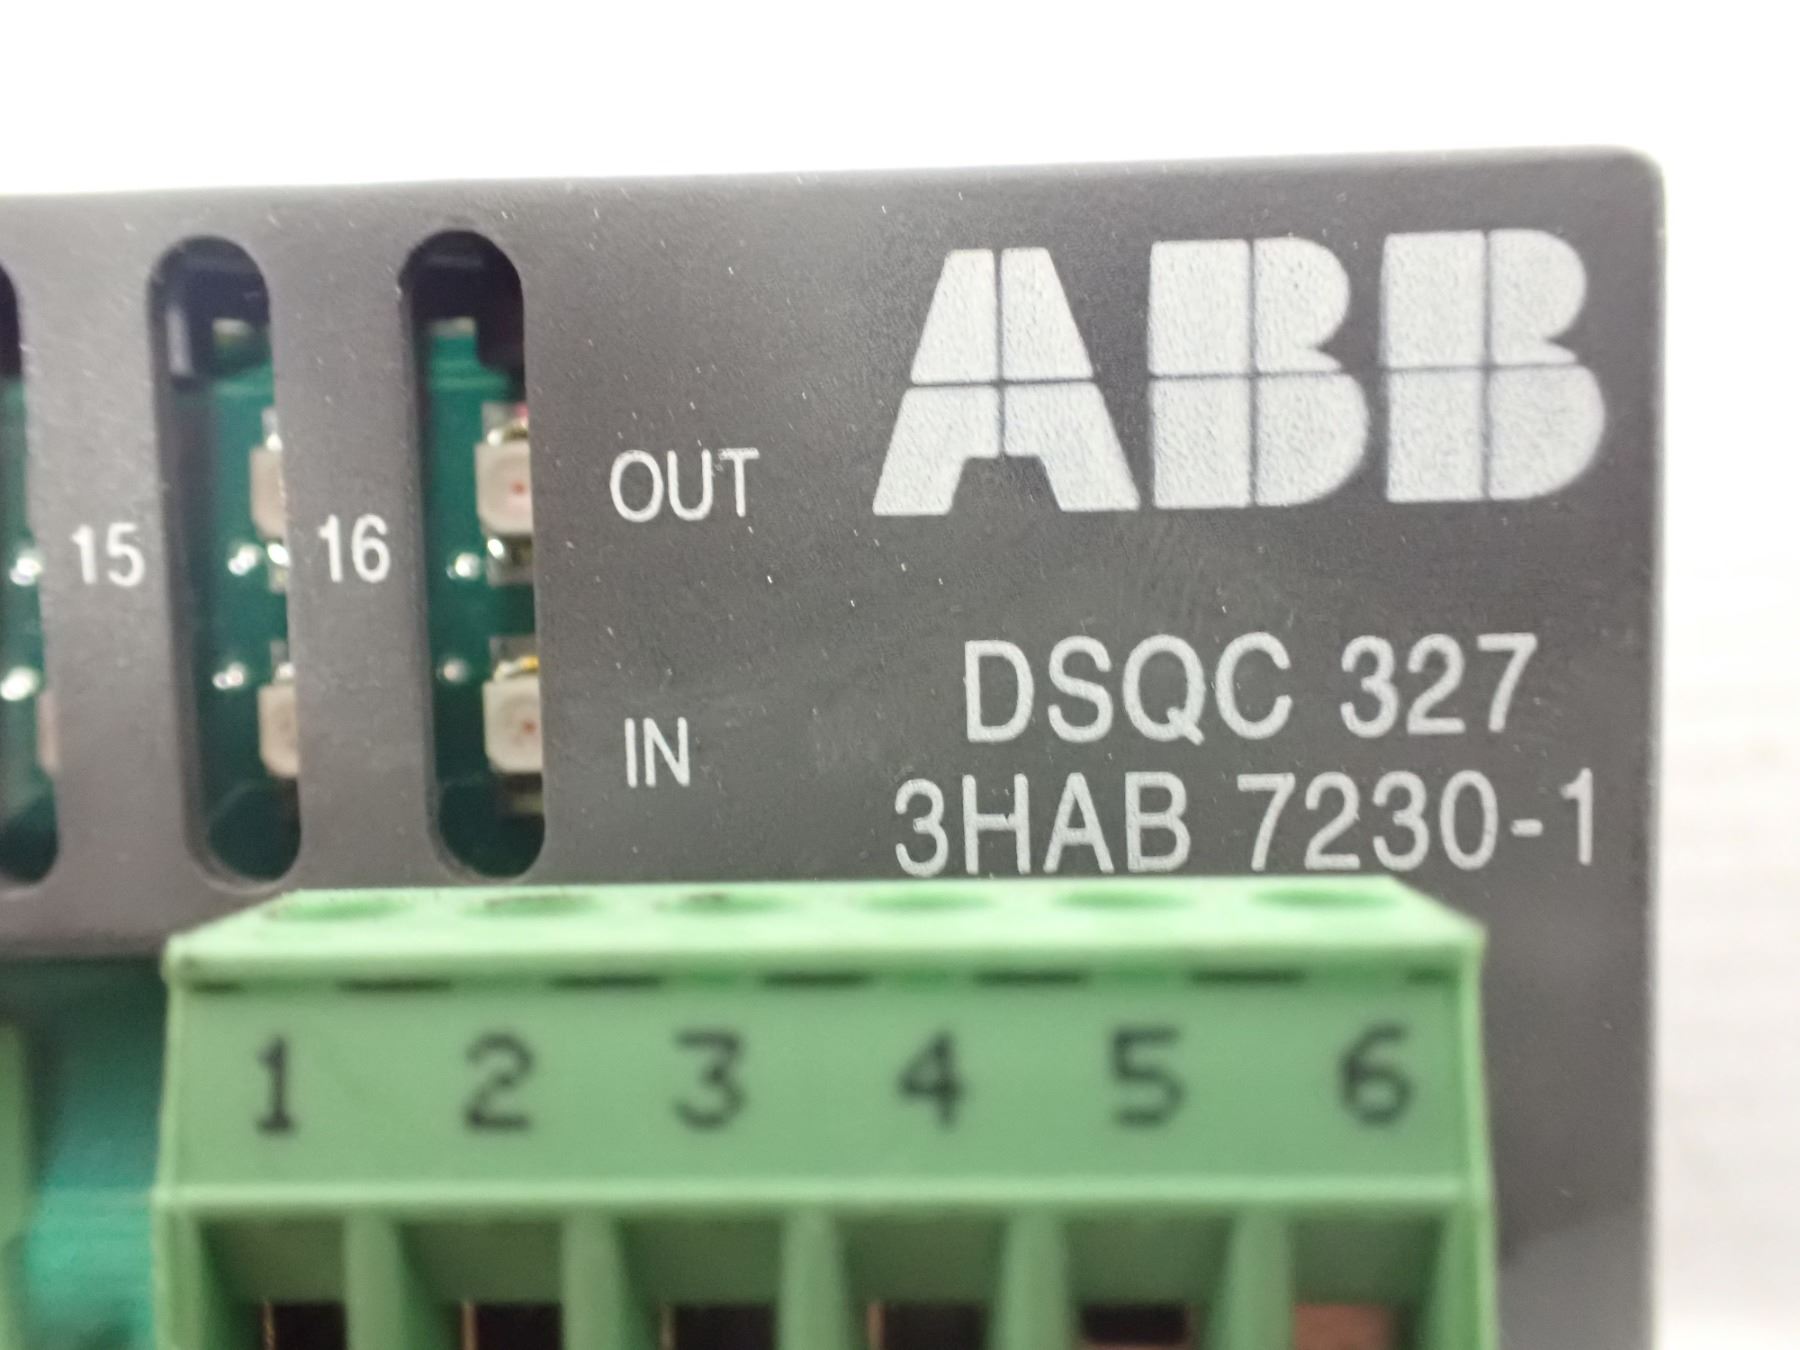 ABB
OUT
15 16
DSQC 327
IN
3HAB 7230-1
1 2 3 4 5 6